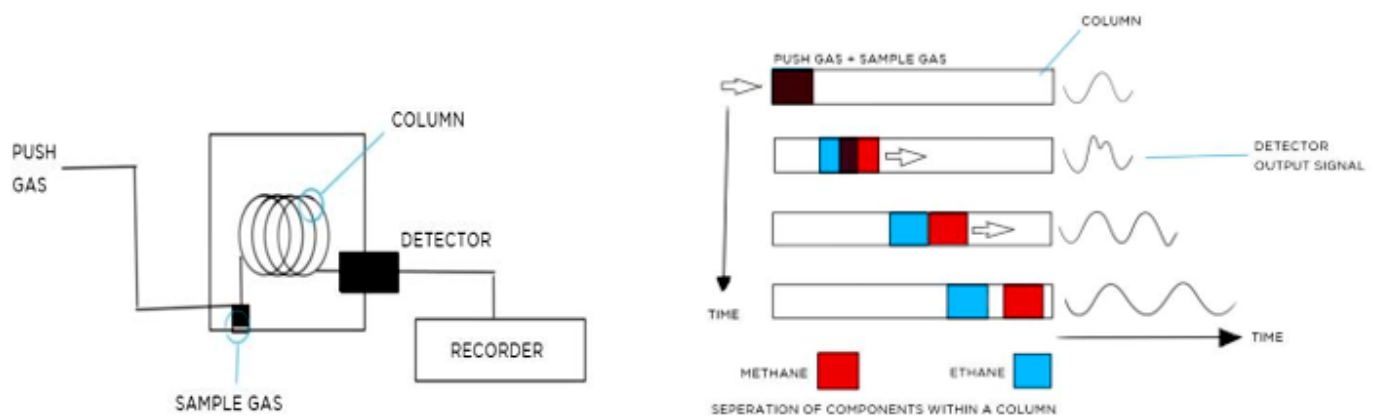 PUSH
GAS
COLUMN
DETECTOR
RECORDER
SAMPLE GAS
COLUMN
PUSH GAS + SAMPLE GAS
DETECTOR
OUTPUT SIGNAL
TIME
TIME
METHANE
ETHANE
SEPERATION OF COMPONENTS WITHIN A COLUMN